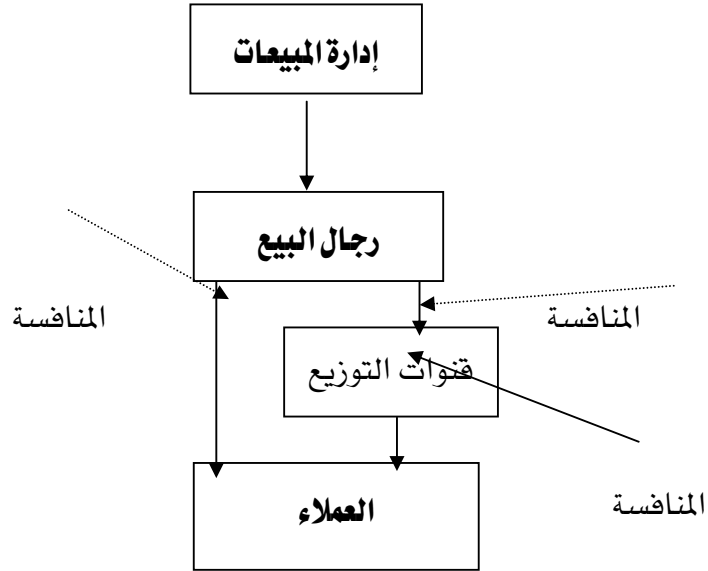 إدارة المبيعات
رجال البيع
المنافسة
المنافسة
قنوات التوزيع
المنافسة
العملاء